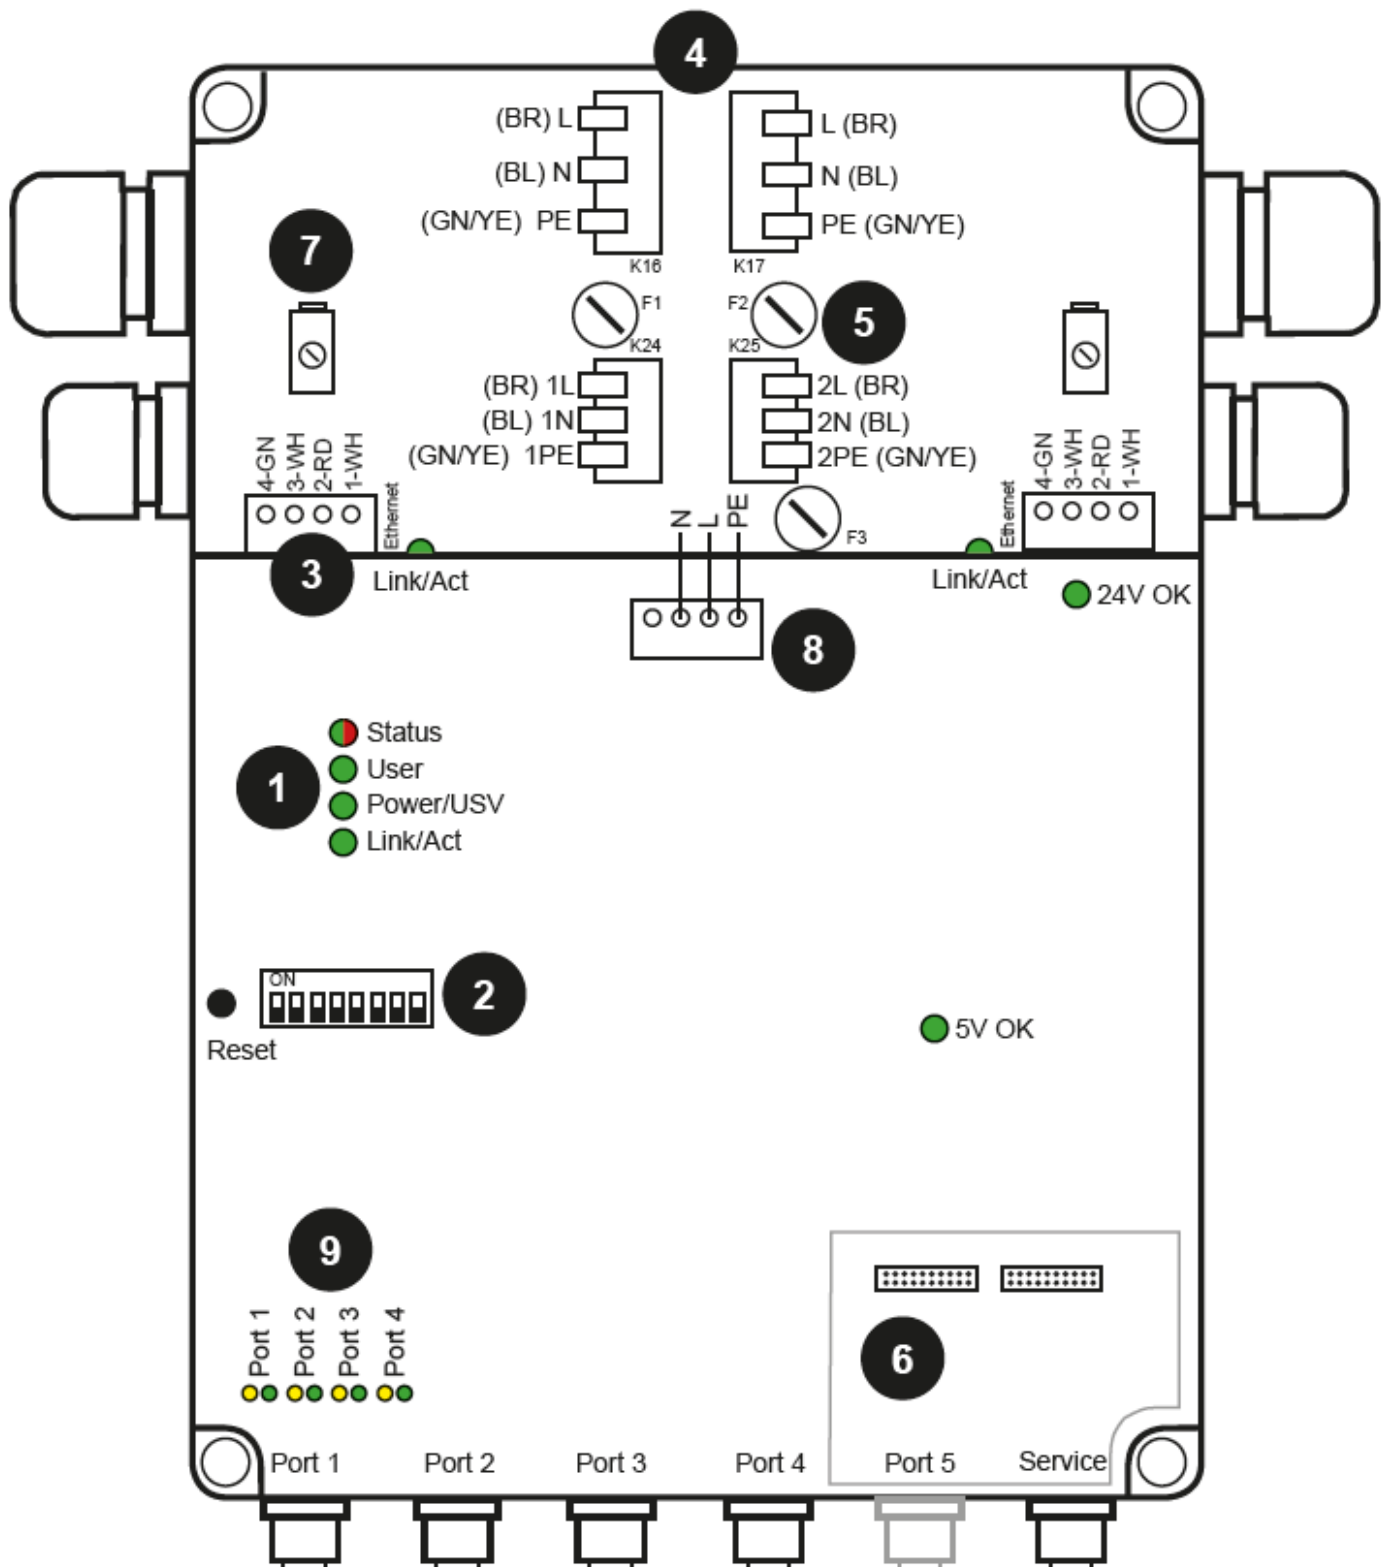 4
(BR) L
L (BR)
(BL) N
N (BL)
(GN/YE) PE
PE (GN/YE)
K16
K17
7
F1
F2
5
K24
K25
(BR) 1L
2L (BR)
(BL) 1N
2N (BL)
(GN/YE) 1PE
2PE (GN/YE)
4-GN
3-WH
2-RD
1-WH
Ethernet
4-GN
3-WH
2-RD
1-WH
Ethernet
N
L
PE
F3
3
Link/Act
Link/Act
24V OK
8
1
Status
User
Power/USV
Link/Act
ON
2
Reset
5V OK
9
Port 1
Port 2
Port 3
Port 4
6
Port 1
Port 2
Port 3
Port 4
Port 5
Service